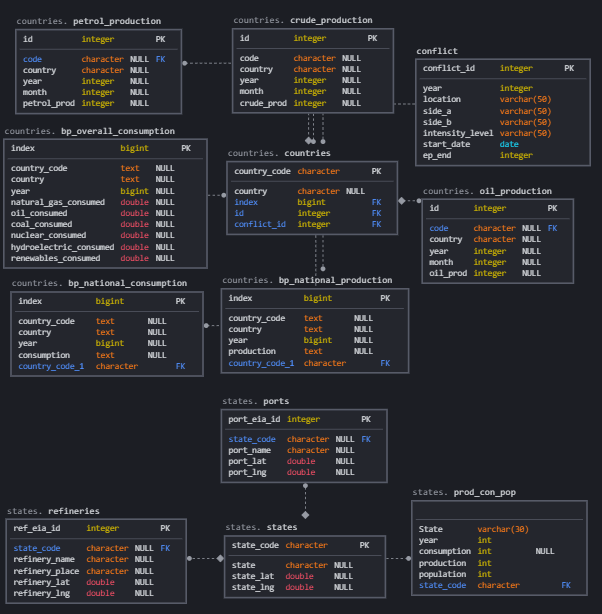 countries. petrol_production
id integer PK
code character NULL FK
country character NULL
year integer NULL
month integer NULL
petrol_prod integer NULL
countries. crude_production
id integer PK
code character NULL
country character NULL
year integer NULL
month integer NULL
crude_prod integer NULL
conflict
conflict_id integer PK
year integer
location varchar(50)
side_a varchar(50)
side_b varchar(50)
intensity_level varchar(50)
start_date date
ep_end integer
countries. bp_overall_consumption
index bigint PK
country_code text NULL
country text NULL
year bigint NULL
natural_gas_consumed double NULL
oil_consumed double NULL
coal_consumed double NULL
nuclear_consumed double NULL
hydroelectric_consumed double NULL
renewables_consumed double NULL
countries. countries
country_code character PK
country character NULL
index bigint FK
id integer FK
conflict_id integer FK
countries. oil_production
id integer PK
code character NULL FK
country character NULL
year integer NULL
month integer NULL
oil_prod integer NULL
countries. bp_national_consumption
index bigint PK
country_code text NULL
country text NULL
year bigint NULL
consumption text NULL
country_code_1 character FK
countries. bp_national_production
index bigint PK
country_code text NULL
country text NULL
year bigint NULL
production text NULL
country_code_1 character FK
states. ports
port_eia_id integer PK
state_code character NULL FK
port_name character NULL
port_lat double NULL
port_lng double NULL
states. refineries
ref_eia_id integer PK
state_code character NULL FK
refinery_name character NULL
refinery_place character NULL
refinery_lat double NULL
refinery_lng double NULL
states. states
state_code character PK
state character NULL
state_lat double NULL
state_lng double NULL
states. prod_con_pop
State varchar(30)
year int
consumption int NULL
production int
population int
state_code character FK